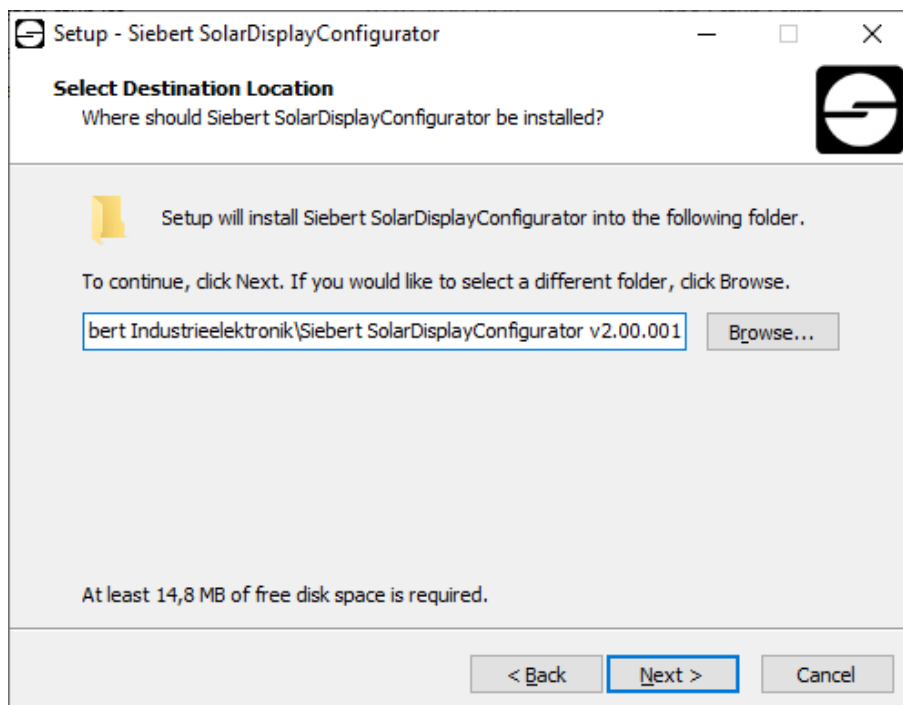 Setup - Siebert SolarDisplayConfigurator
Select Destination Location
Where should Siebert SolarDisplayConfigurator be installed?
Setup will install Siebert SolarDisplayConfigurator into the following folder.
To continue, click Next. If you would like to select a different folder, click Browse.
bert Industrieelektronik\Siebert SolarDisplayConfigurator v2.00.001
Browse...
At least 14,8 MB of free disk space is required.
< Back
Next >
Cancel